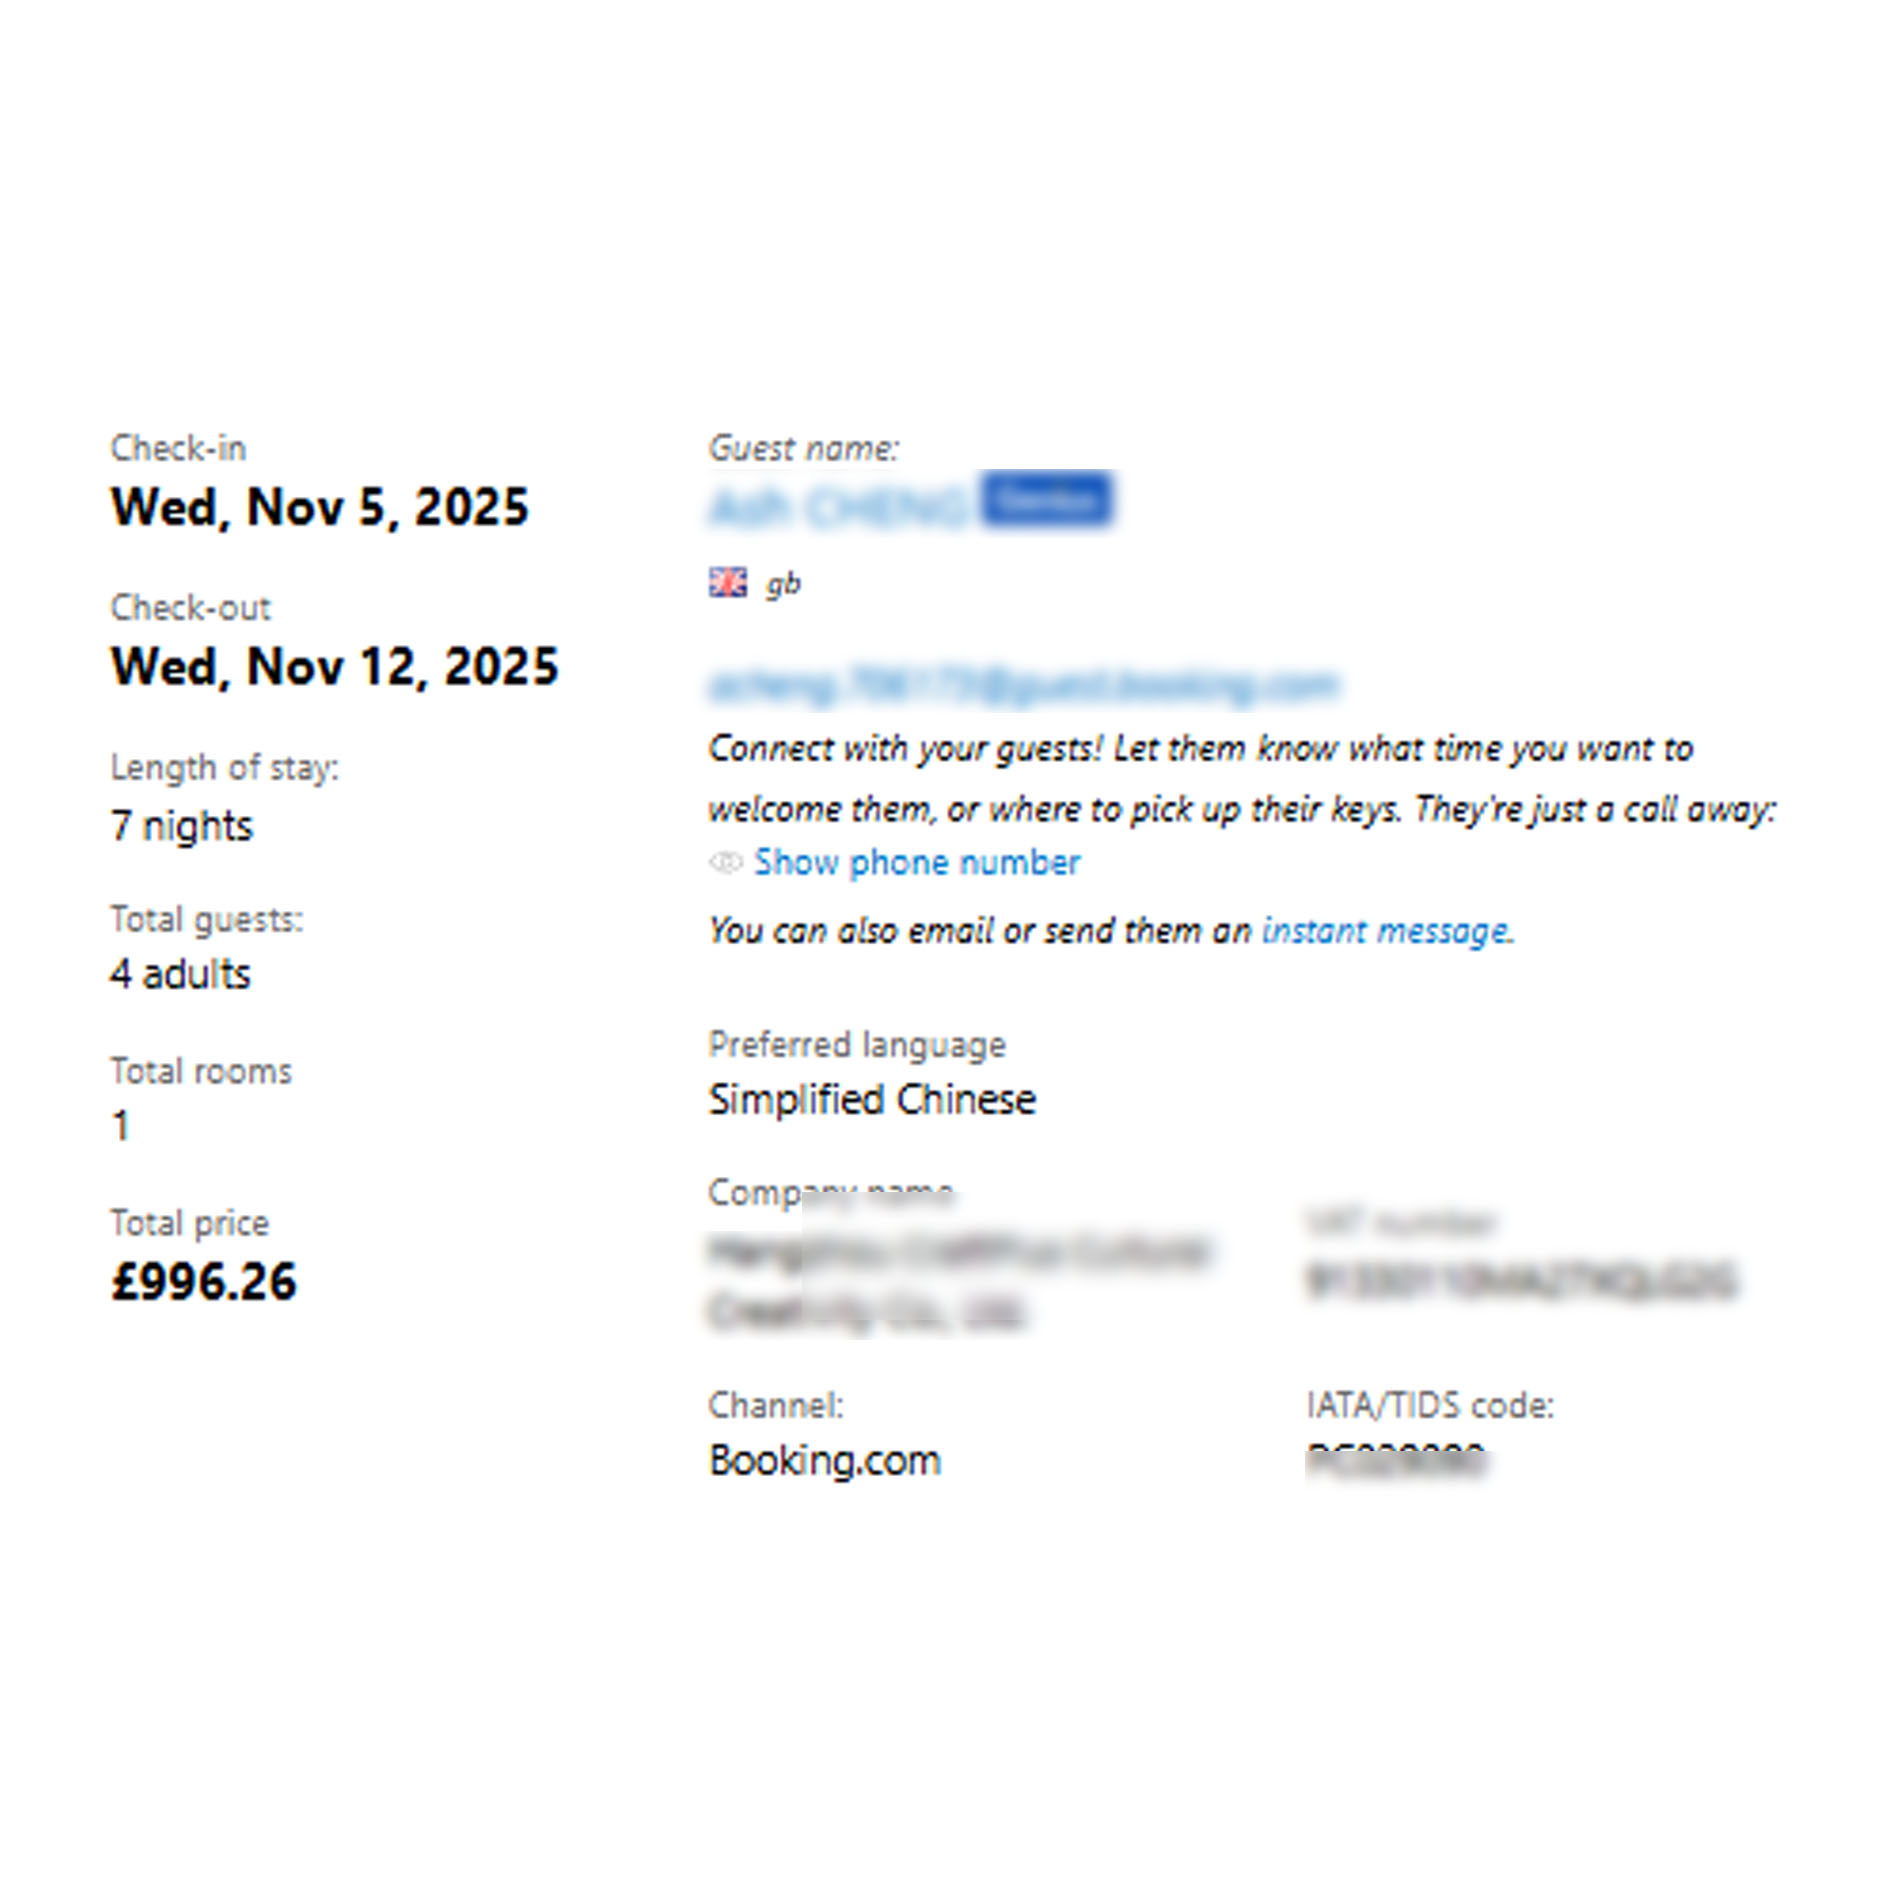 Check-in
Wed, Nov 5, 2025
Check-out
Wed, Nov 12, 2025
Length of stay:
7 nights
Total guests:
4 adults
Total rooms
1
Total price
£996.26
Guest name:
gb
Connect with your guests! Let them know what time you want to
welcome them, or where to pick up their keys. They're just a call away:
Show phone number
You can also email or send them an instant message.
Preferred language
Simplified Chinese
Company name
Channel:
Booking.com
IATA/TIDS code: